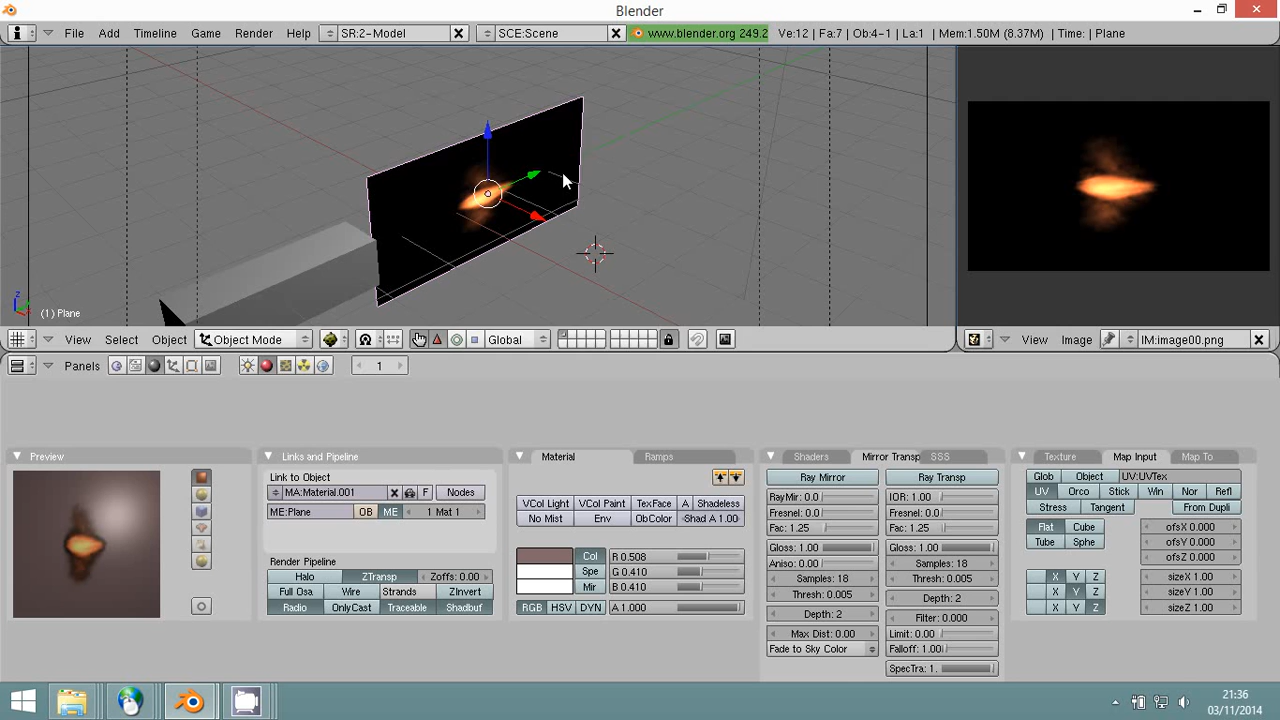 Blender
File Add Timeline Game Render Help SR:2-Model SCE:Scene www.blender.org 249.2 Ve:12 | Fa:7 | Ob:4-1 | La:1 | Mem:1.50M (8.37M) | Time: | Plane
z
(1) Plane
View Select Object Object Mode Global
View Image IM:image00.png
Panels 1
Preview
Links and Pipeline
Link to Object
MA:Material.001 F Nodes
ME:Plane OB ME 1 Mat 1
Render Pipeline
Halo ZTransp Zoffs: 0.00
Full Osa Wire Strands ZInvert
Radio OnlyCast Traceable Shadbuf
Material Ramps
VCol Light VCol Paint TexFace A Shadeless
No Mist Env ObColor Shad A 1.00
Col R 0.508
Spe G 0.410
Mir B 0.410
RGB HSV DYN A 1.000
Shaders Mirror Transp SSS
Ray Mirror Ray Transp
RayMir: 0.0 IOR: 1.00
Fresnel: 0.0 Fresnel: 0.0
Fac: 1.25 Fac: 1.25
Gloss: 1.00 Gloss: 1.00
Aniso: 0.00 Samples: 18
Samples: 18 Thresh: 0.005
Thresh: 0.005 Depth: 2
Depth: 2 Filter: 0.000
Max Dist: 0.00 Limit: 0.00
Fade to Sky Color Falloff: 1.00
SpecTra: 1.
Texture Map Input Map To
Glob Object UV:UVTex
UV Orco Stick Win Nor Refl
Stress Tangent From Dupli
Flat Cube ofsX 0.000
Tube Sphe ofsY 0.000
ofsZ 0.000
X Y Z sizeX 1.00
X Y Z sizeY 1.00
X Y Z sizeZ 1.00
21:36
03/11/2014